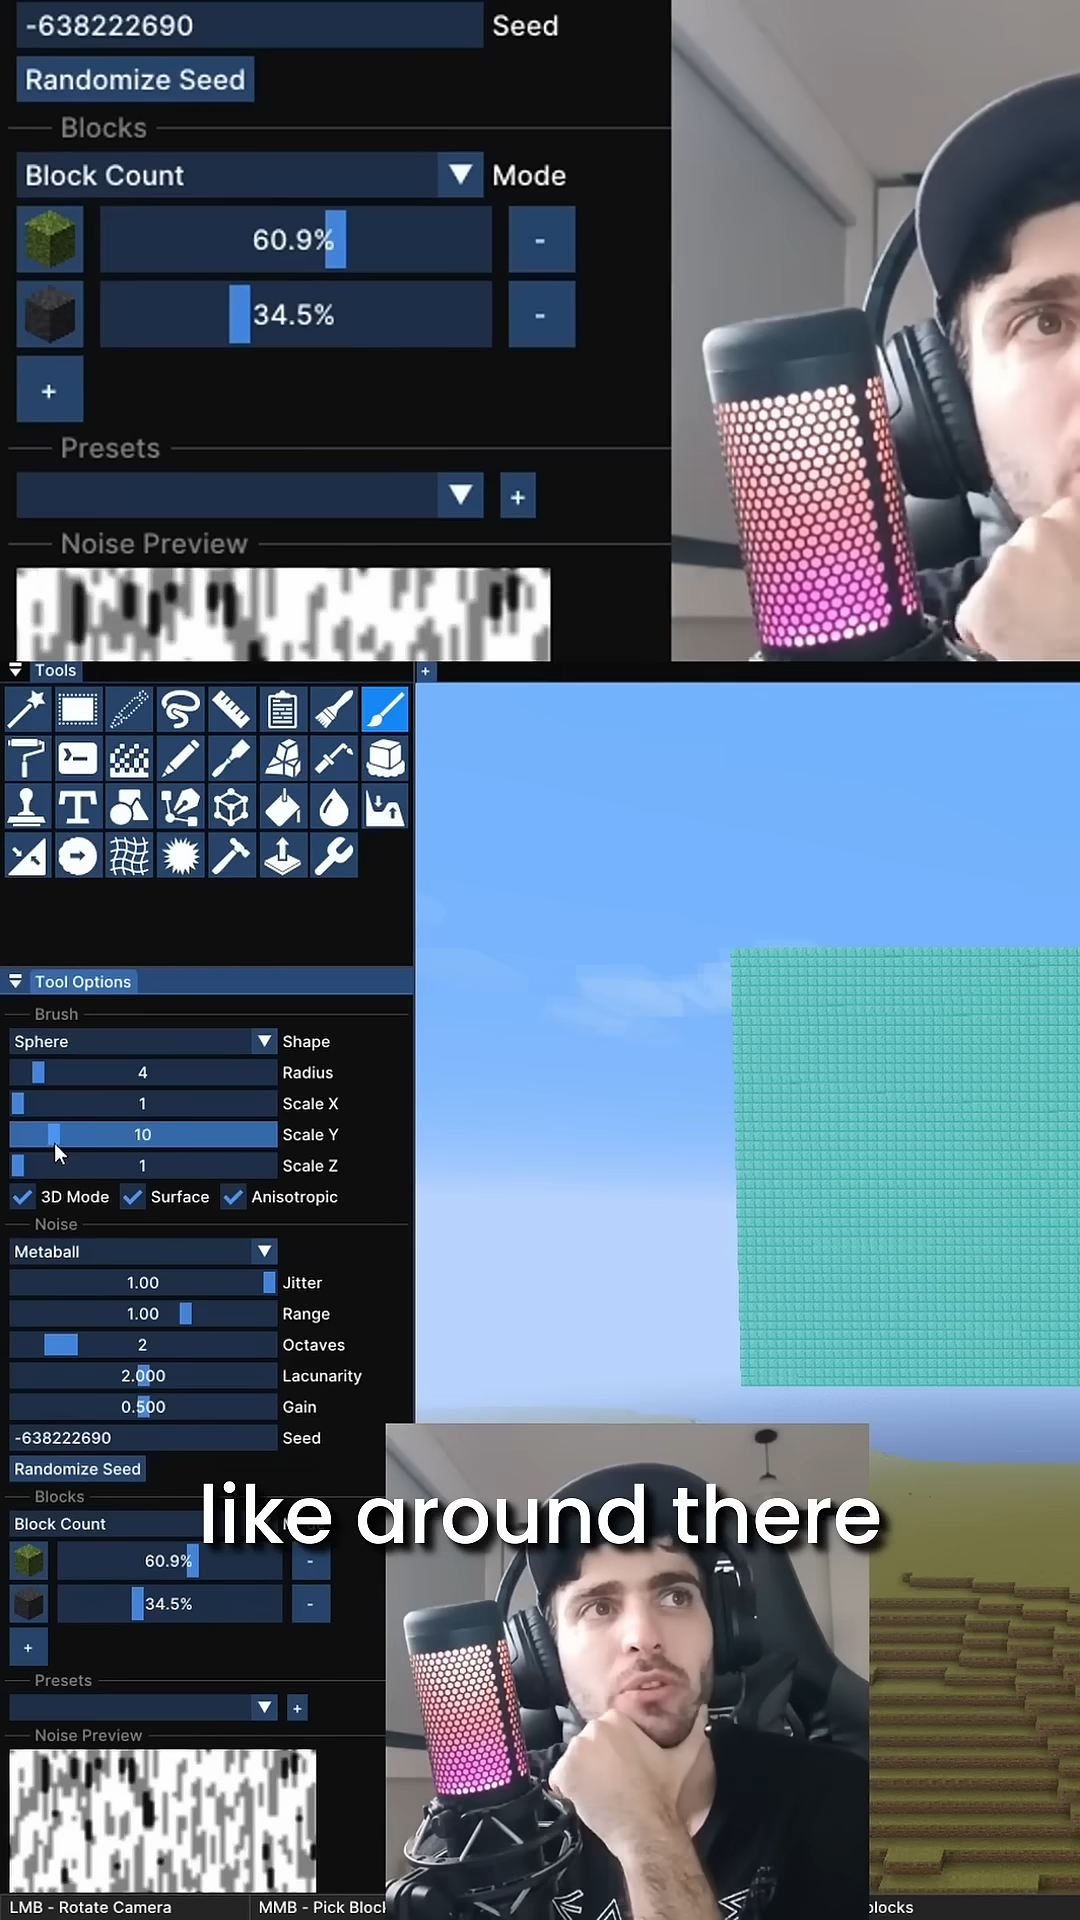 -638222690 Seed
Randomize Seed
Blocks
Block Count Mode
60.9% -
34.5% -
+
Presets
+
Noise Preview
Tools +
Tool Options
Brush
Sphere Shape
4 Radius
1 Scale X
10 Scale Y
1 Scale Z
3D Mode Surface Anisotropic
Noise
Metaball
1.00 Jitter
1.00 Range
2 Octaves
2.000 Lacunarity
0.500 Gain
-638222690 Seed
Randomize Seed
Blocks
like around there
Block Count
60.9% -
34.5% -
+
Presets
+
Noise Preview
LMB - Rotate Camera MMB - Pick Block